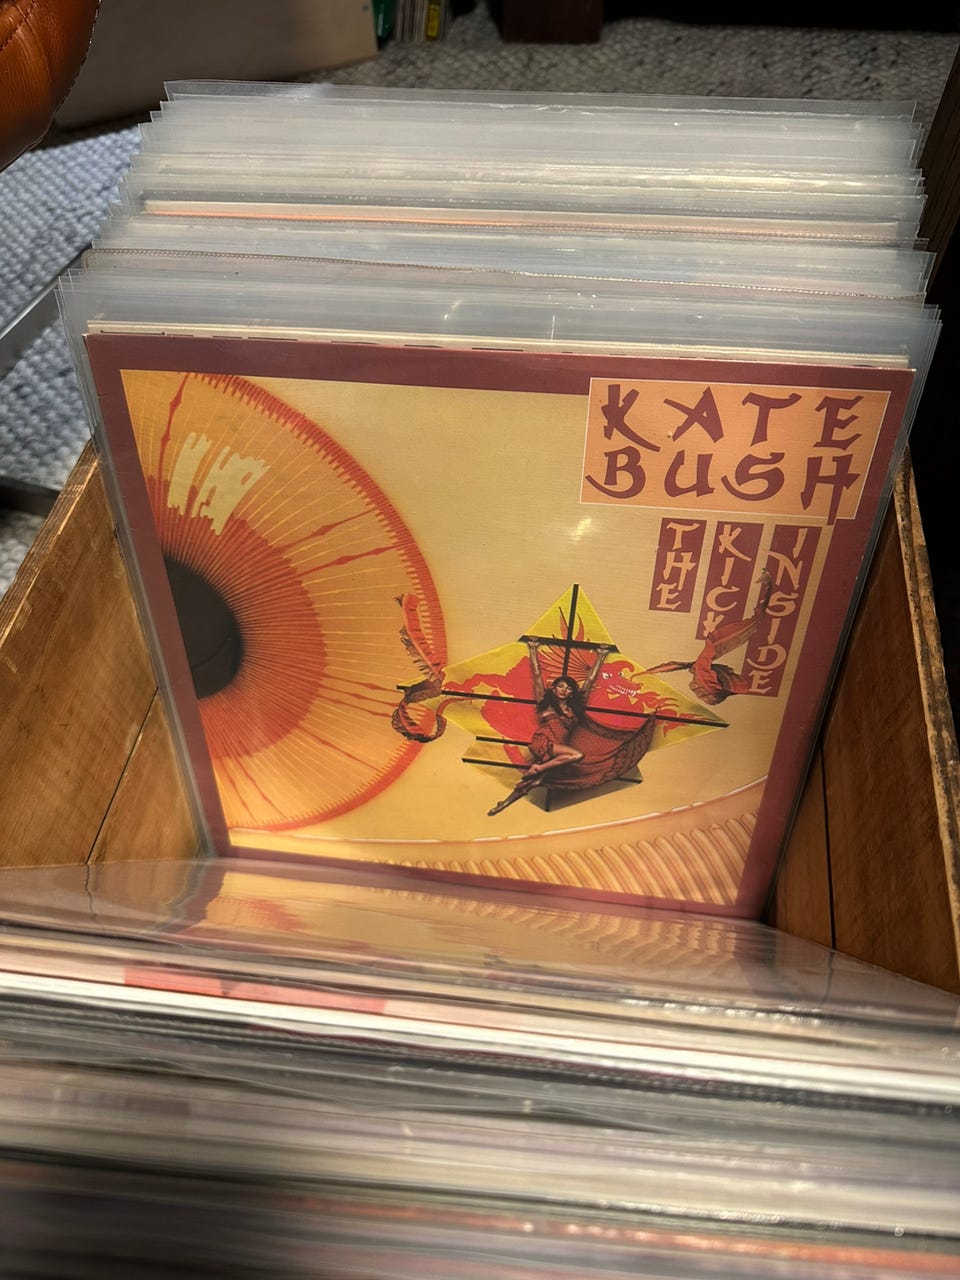 KATE
BUSH
THE
KICK
INSIDE